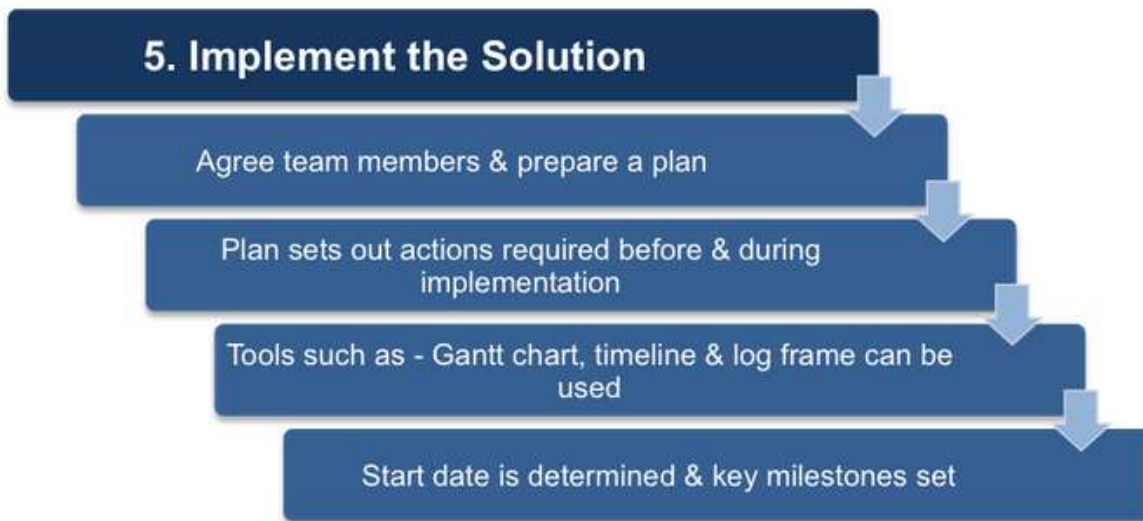 5. Implement the Solution
Agree team members & prepare a plan
Plan sets out actions required before & during
implementation
Tools such as - Gantt chart, timeline & log frame can be
used
Start date is determined & key milestones set